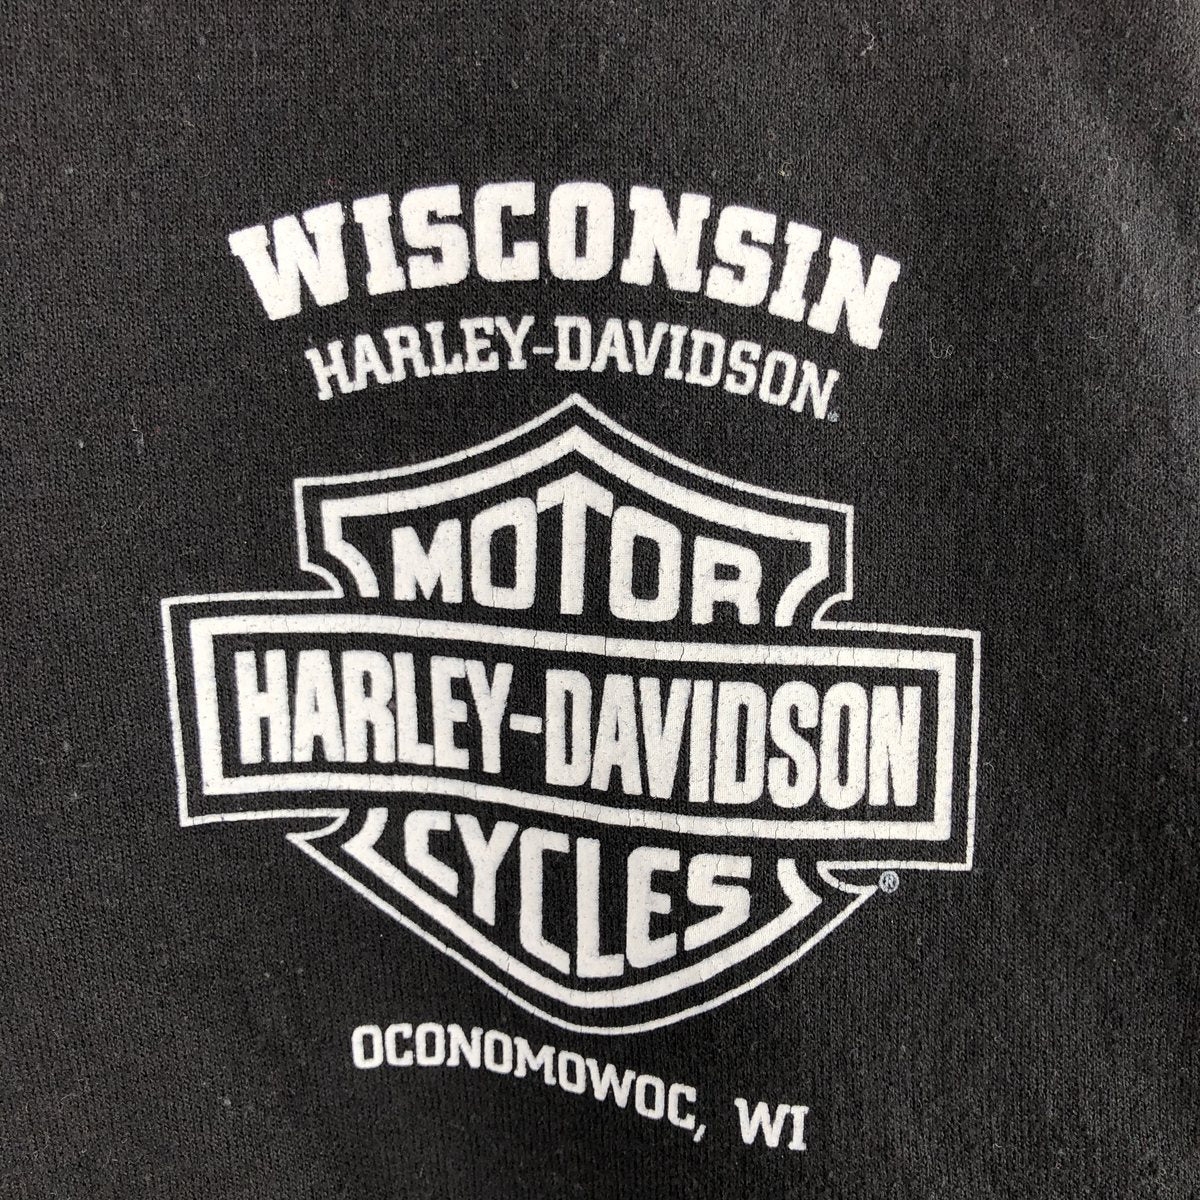 WISCONSIN
HARLEY-DAVIDSON®
MOTOR
HARLEY-DAVIDSON
CYCLES
®
OCONOMOWOC, WI